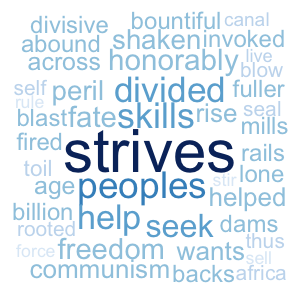 divisive bountiful canal
abound shaken invoked
across honorably live
blow
self peril divided fuller
rule
blast fate skills rise seal
mills
fired strives rails
toil stir lone
age peoples
billion help seek helped
rooted dams
thus
force freedom wants sell
communism backs africa